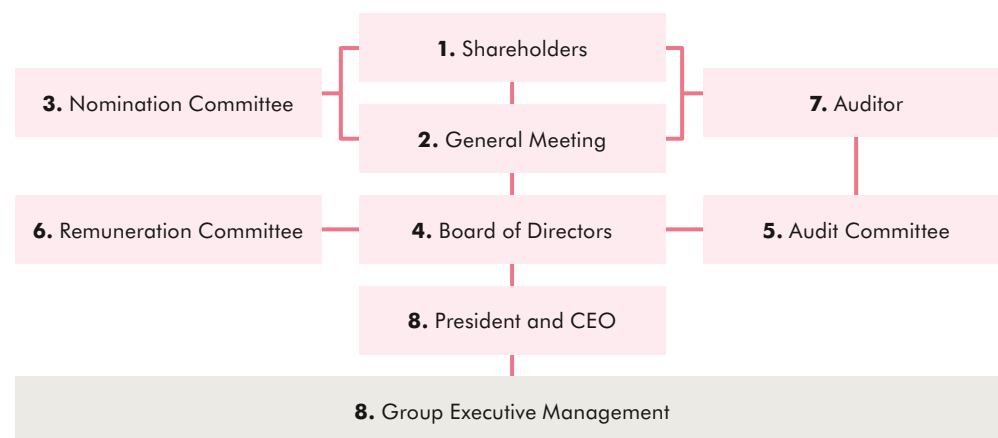 1. Shareholders
3. Nomination Committee
7. Auditor
2. General Meeting
6. Remuneration Committee
4. Board of Directors
5. Audit Committee
8. President and CEO
8. Group Executive Management